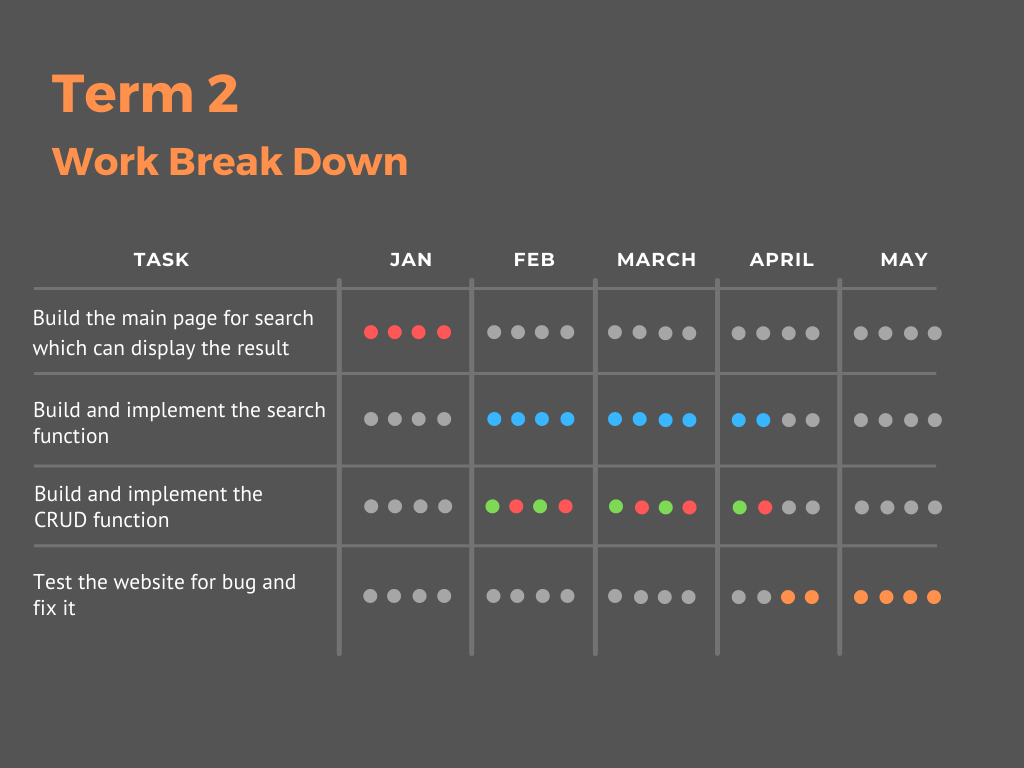 Term 2
Work Break Down
TASK JAN FEB MARCH APRIL MAY
Build the main page for search
which can display the result
Build and implement the search
function
Build and implement the
CRUD function
Test the website for bug and
fix it